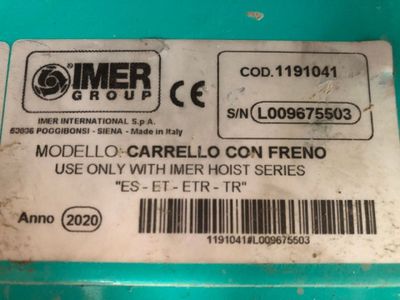 IMER
GROUP
®
CE
COD. 1191041
S/N L009675503
IMER INTERNATIONAL S.p.A.
53036 POGGIBONSI - SIENA - Made in Italy
MODELLO: CARRELLO CON FRENO
USE ONLY WITH IMER HOIST SERIES
"ES - ET - ETR - TR"
Anno 2020
1191041#L009675503